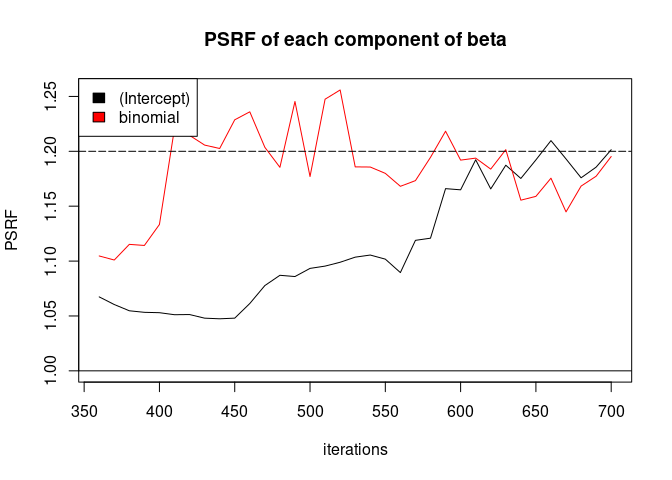 PSRF of each component of beta
(Intercept)
binomial
PSRF
1.25
1.20
1.15
1.10
1.05
1.00
350 400 450 500 550 600 650 700
iterations